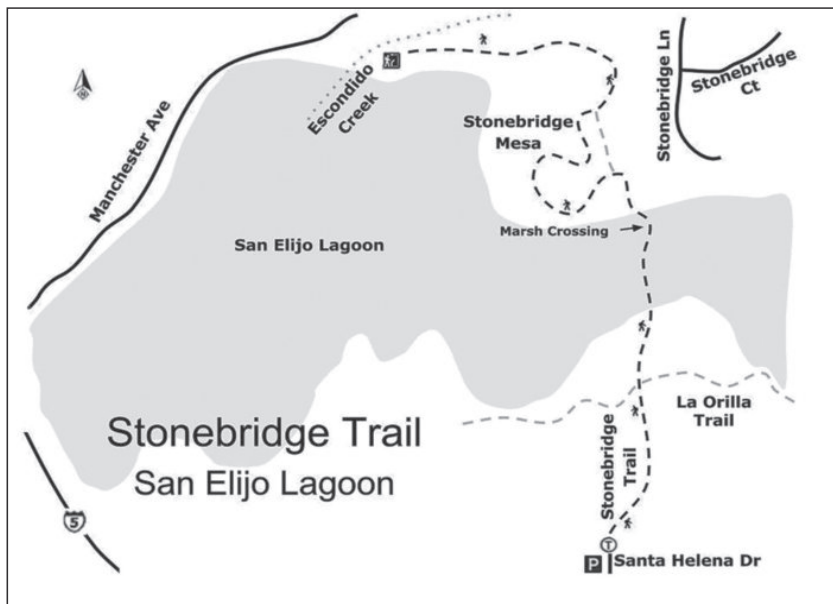 Stonebridge Ln
Stonebridge
Ct
Manchester Ave
Escondido
Creek
Stonebridge
Mesa
Marsh Crossing
San Elijo Lagoon
La Orilla
Trail
Stonebridge Trail
San Elijo Lagoon
Stonebridge
Trail
5
T
P
Santa Helena Dr